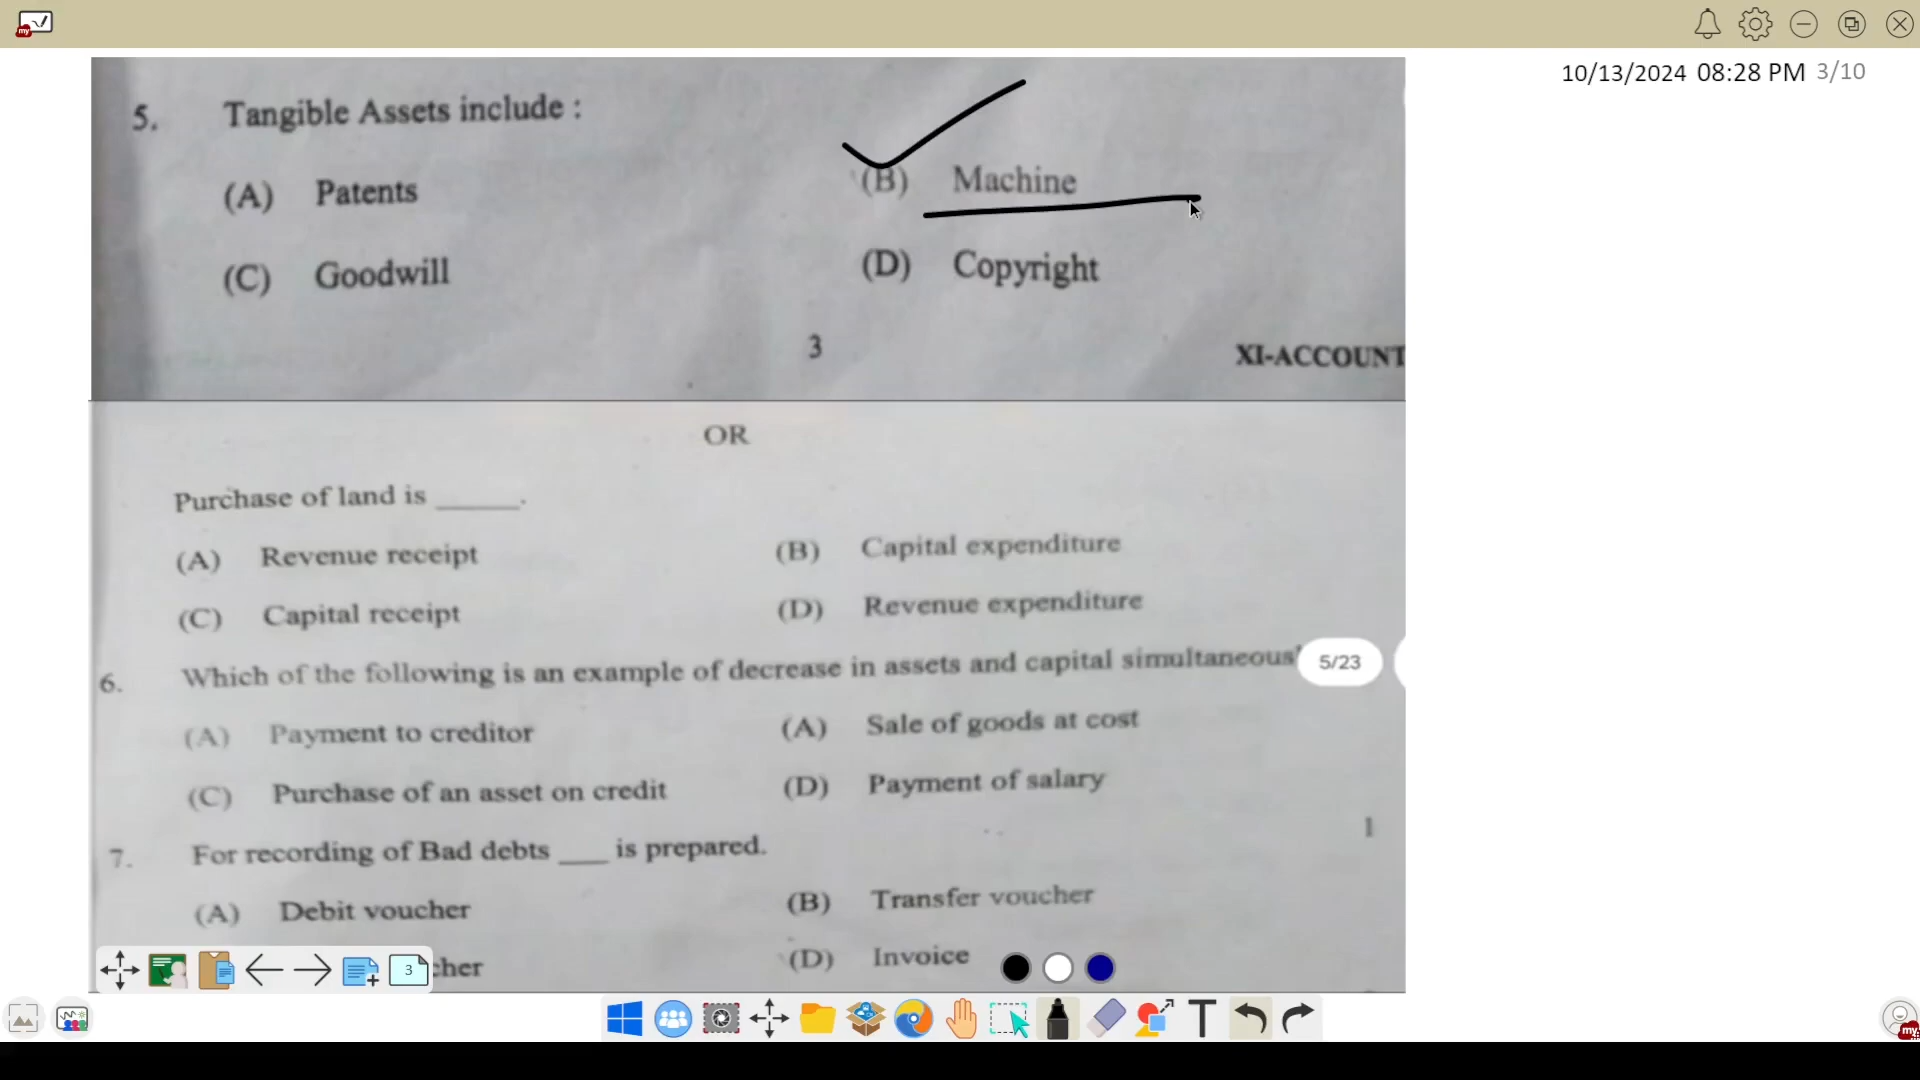 10/13/2024 08:28 PM 3/10
5. Tangible Assets include :
(A) Patents (B) Machine
(C) Goodwill (D) Copyright
3
XI-ACCOUNT
OR
Purchase of land is ______.
(A) Revenue receipt (B) Capital expenditure
(C) Capital receipt (D) Revenue expenditure
6. Which of the following is an example of decrease in assets and capital simultaneous
5/23
(A) Payment to creditor (A) Sale of goods at cost
(C) Purchase of an asset on credit (D) Payment of salary
1
7. For recording of Bad debts ____ is prepared.
(A) Debit voucher (B) Transfer voucher
cher (D) Invoice
3
my
my